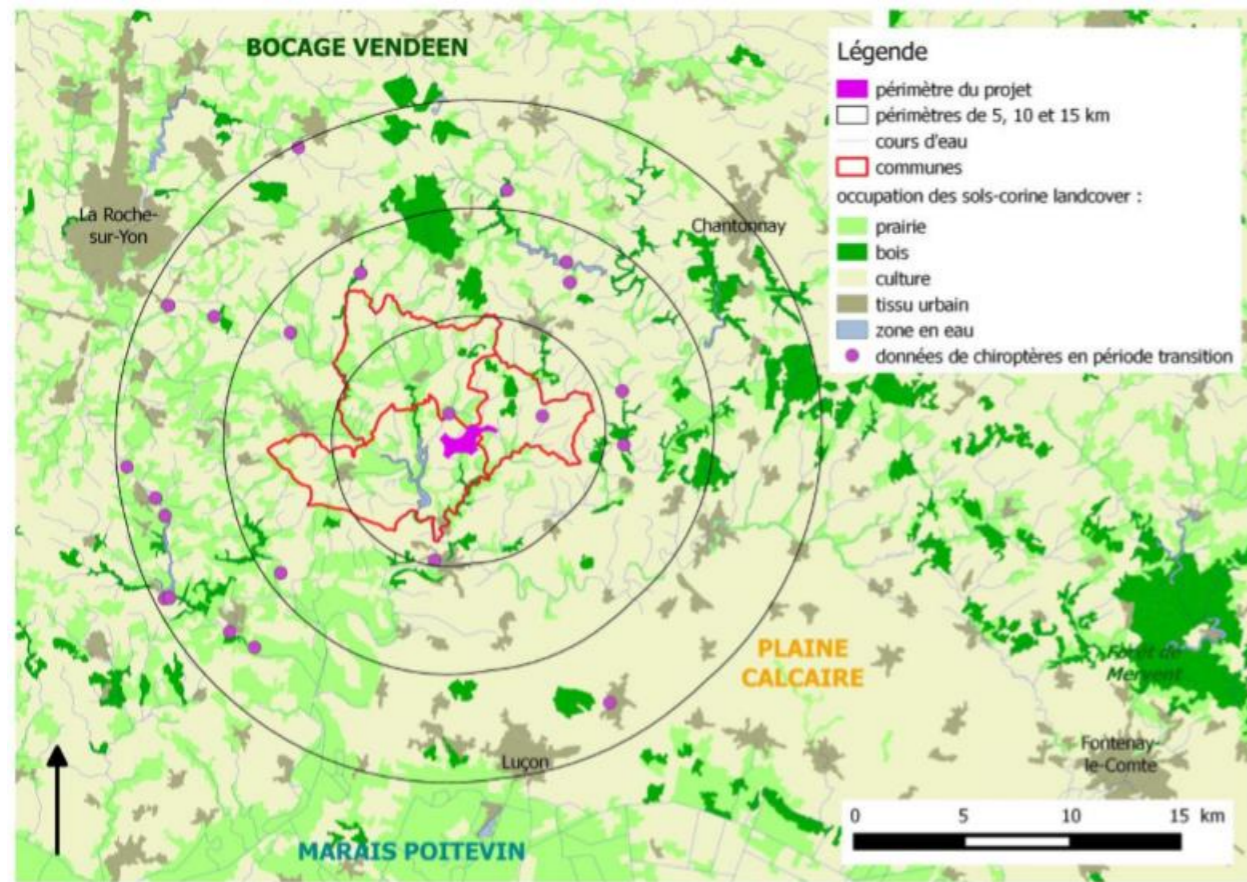 BOCAGE VENDEEN
Légende
périmètre du projet
périmètres de 5, 10 et 15 km
cours d'eau
communes
occupation des sols-corine landcover :
prairie
bois
culture
tissu urbain
zone en eau
données de chiroptères en période transition
La Roche-
sur-Yon
Chantonnay
PLAINE
CALCAIRE
Forêt de
Mervent
Luçon
Fontenay-
le-Comte
MARAIS POITEVIN
0 5 10 15 km